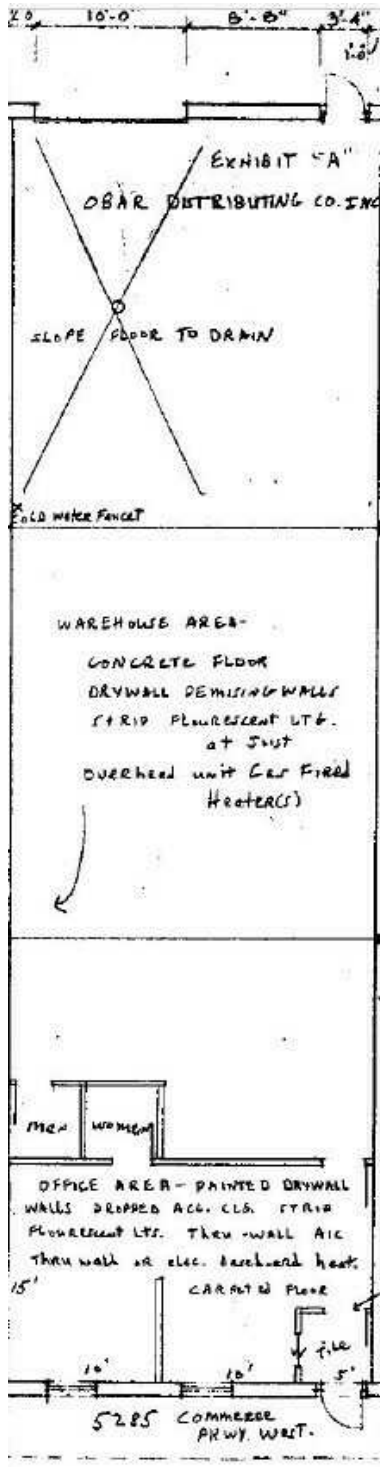 10'-0" 8'-8" 3'-4"
1'-0"
EXHIBIT "A"
OBAR DISTRIBUTING CO. INC
SLOPE FLOOR TO DRAIN
COLD WATER FAUCET
WAREHOUSE AREA-
CONCRETE FLOOR
DRYWALL DEMISING WALLS
STRIP FLOURESCENT LTG.
at Joist
Overhead unit Gas Fired
Heater(s)
men women
OFFICE AREA - PAINTED DRYWALL
WALLS DROPPED ACC. CLG. STRIP
Flourescent Lts. Thru-wall A/C
Thru wall or elec. baseboard heat.
15' CARPETED FLOOR
file
10' 10' 5'
5285 COMMERCE
PKWY. WEST.